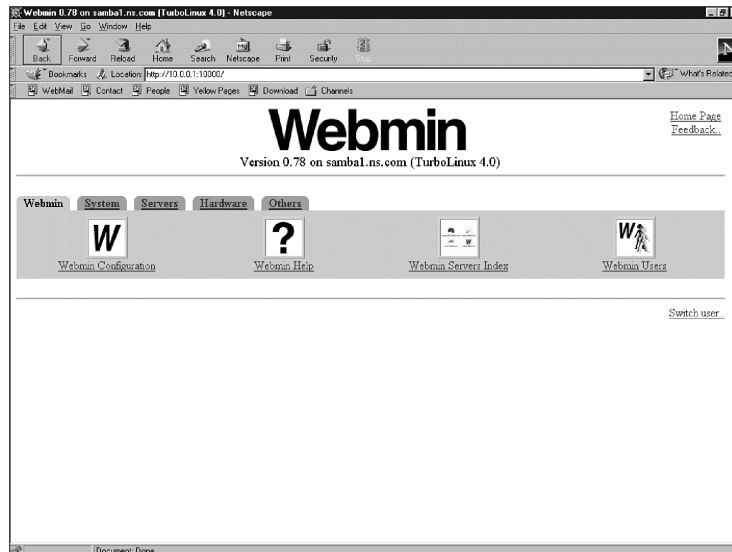 Webmin 0.78 on samba1.ns.com (TurboLinux 4.0) - Netscape
File Edit View Go Window Help
Back Forward Reload Home Search Netscape Print Security Stop
Bookmarks Location: http://10.0.0.1:10000/ What's Related
WebMail Contact People Yellow Pages Download Channels
Webmin
Home Page
Feedback..
Version 0.78 on samba1.ns.com (TurboLinux 4.0)
Webmin System Servers Hardware Others
Webmin Configuration Webmin Help Webmin Servers Index Webmin Users
Switch user..
Document: Done